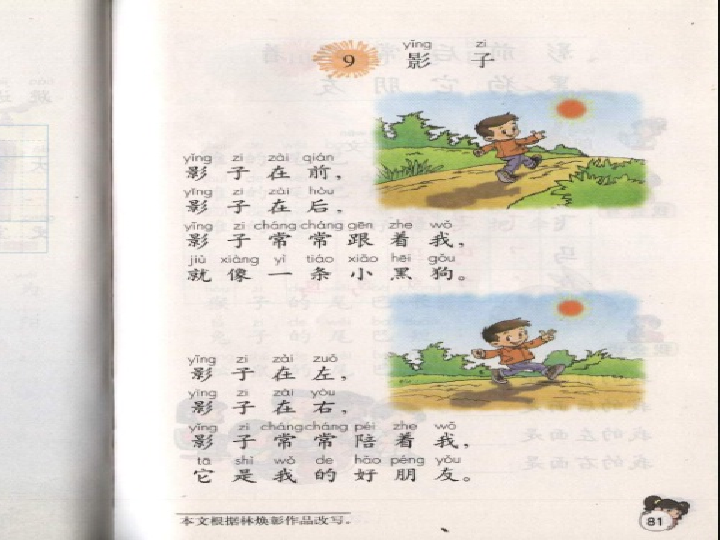 9 影子
yǐng zi
yǐng zi zài qián
影子在前，
yǐng zi zài hòu
影子在后，
yǐng zi cháng cháng gēn zhe wǒ
影子常常跟着我，
jiù xiàng yì tiáo xiǎo hēi gǒu
就像一条小黑狗。
yǐng zi zài zuǒ
影子在左，
yǐng zi zài yòu
影子在右，
yǐng zi cháng cháng péi zhe wǒ
影子常常陪着我，
tā shì wǒ de hǎo péng yǒu
它是我的好朋友。
本文根据林焕彰作品改写。
81